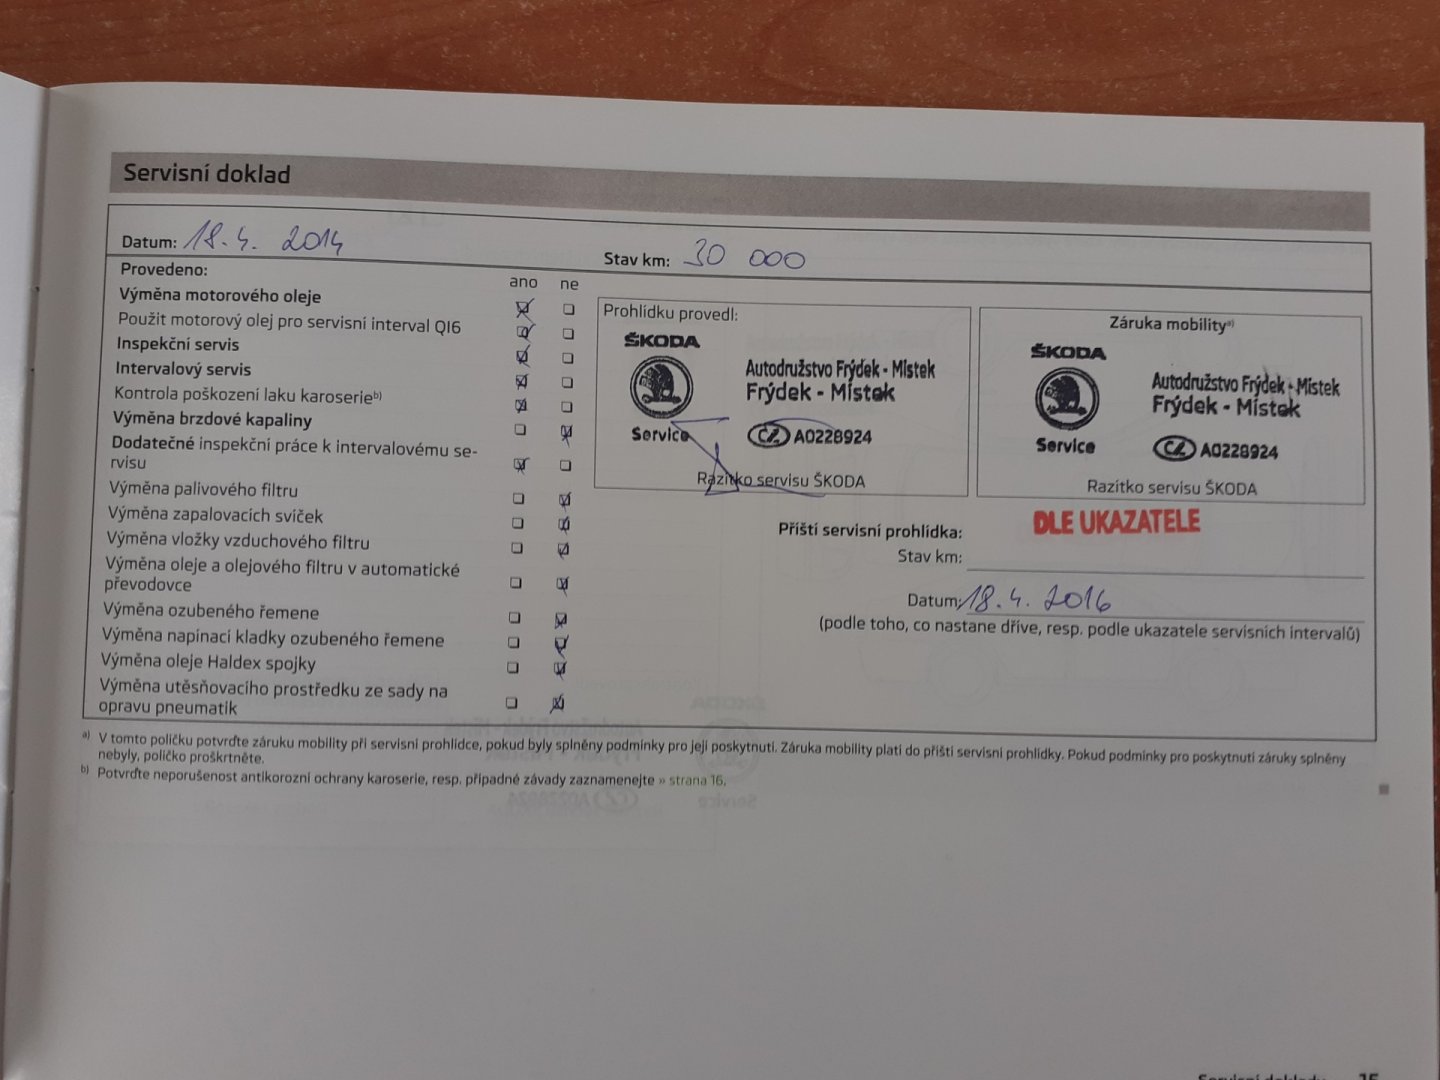 Servisní doklad
Datum: 18.4. 2014
Stav km: 30 000
Provedeno:
ano ne
Výměna motorového oleje
Použit motorový olej pro servisní interval QI6
Inspekční servis
Intervalový servis
Kontrola poškození laku karoserie b)
Výměna brzdové kapaliny
Dodatečné inspekční práce k intervalovému se-
rvisu
Výměna palivového filtru
Výměna zapalovacích svíček
Výměna vložky vzduchového filtru
Výměna oleje a olejového filtru v automatické
převodovce
Výměna ozubeného řemene
Výměna napínací kladky ozubeného řemene
Výměna oleje Haldex spojky
Výměna utěsňovacího prostředku ze sady na
opravu pneumatik
Prohlídku provedl:
ŠKODA
Autodružstvo Frýdek - Místek
Frýdek - Místek
Service
CZ A0228924
Razítko servisu ŠKODA
Záruka mobility a)
ŠKODA
Autodružstvo Frýdek - Místek
Frýdek - Místek
Service
CZ A0228924
Razítko servisu ŠKODA
Příští servisní prohlídka:
DLE UKAZATELE
Stav km:
Datum: 18.4. 2016
(podle toho, co nastane dříve, resp. podle ukazatele servisních intervalů)
a) V tomto políčku potvrďte záruku mobility při servisní prohlídce, pokud byly splněny podmínky pro její poskytnutí. Záruka mobility platí do příští servisní prohlídky. Pokud podmínky pro poskytnutí záruky splněny
nebyly, políčko proškrtněte.
b) Potvrďte neporušenost antikorozní ochrany karoserie, resp. případné závady zaznamenejte » strana 16.
Servisní doklady 15